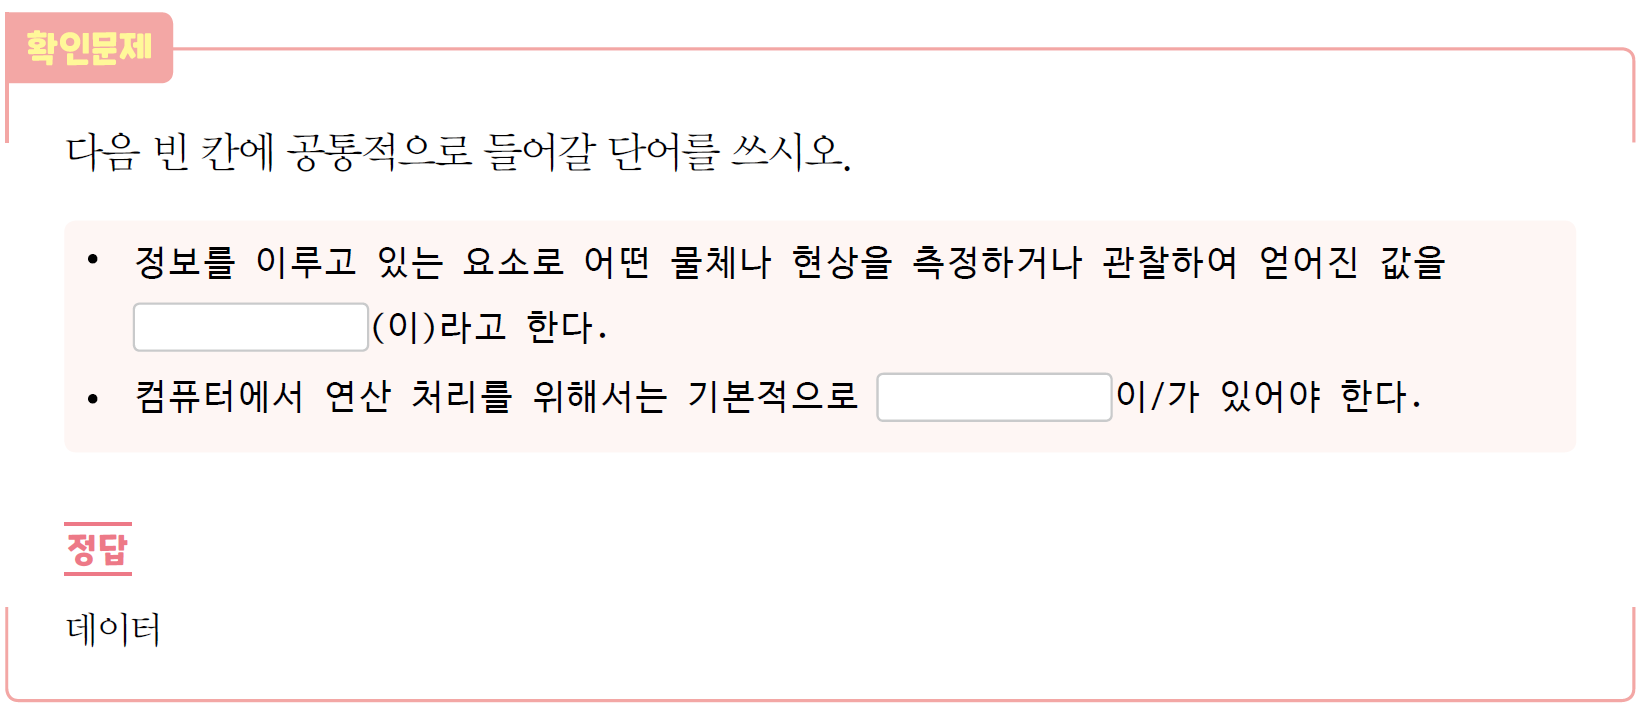 확인문제
다음 빈 칸에 공통적으로 들어갈 단어를 쓰시오.
• 정보를 이루고 있는 요소로 어떤 물체나 현상을 측정하거나 관찰하여 얻어진 값을
(이)라고 한다.
• 컴퓨터에서 연산 처리를 위해서는 기본적으로 이/가 있어야 한다.
정답
데이터